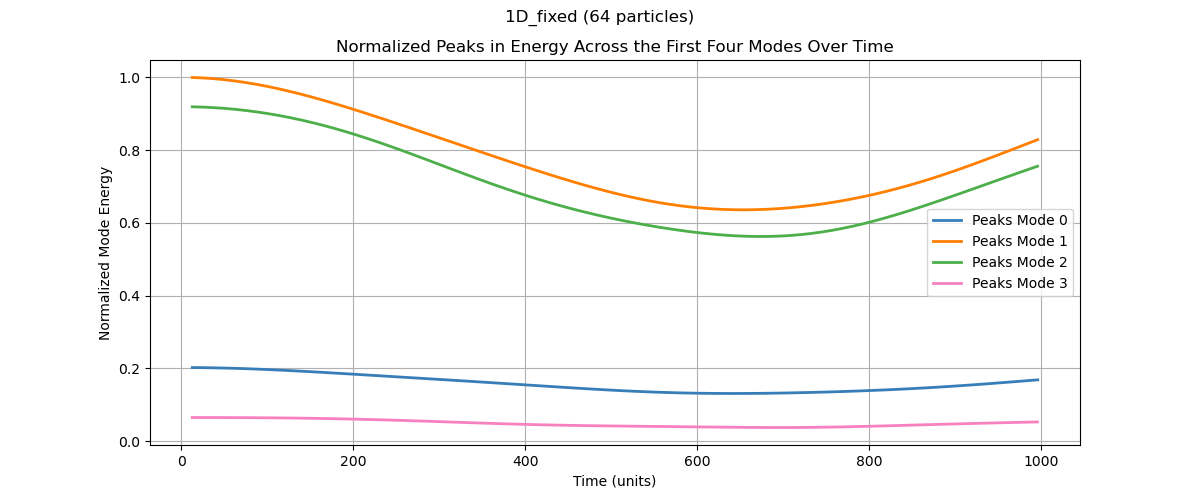 1D_fixed (64 particles)
Normalized Peaks in Energy Across the First Four Modes Over Time
Normalized Mode Energy
1.0
0.8
0.6
0.4
0.2
0.0
Peaks Mode 0
Peaks Mode 1
Peaks Mode 2
Peaks Mode 3
0 200 400 600 800 1000
Time (units)